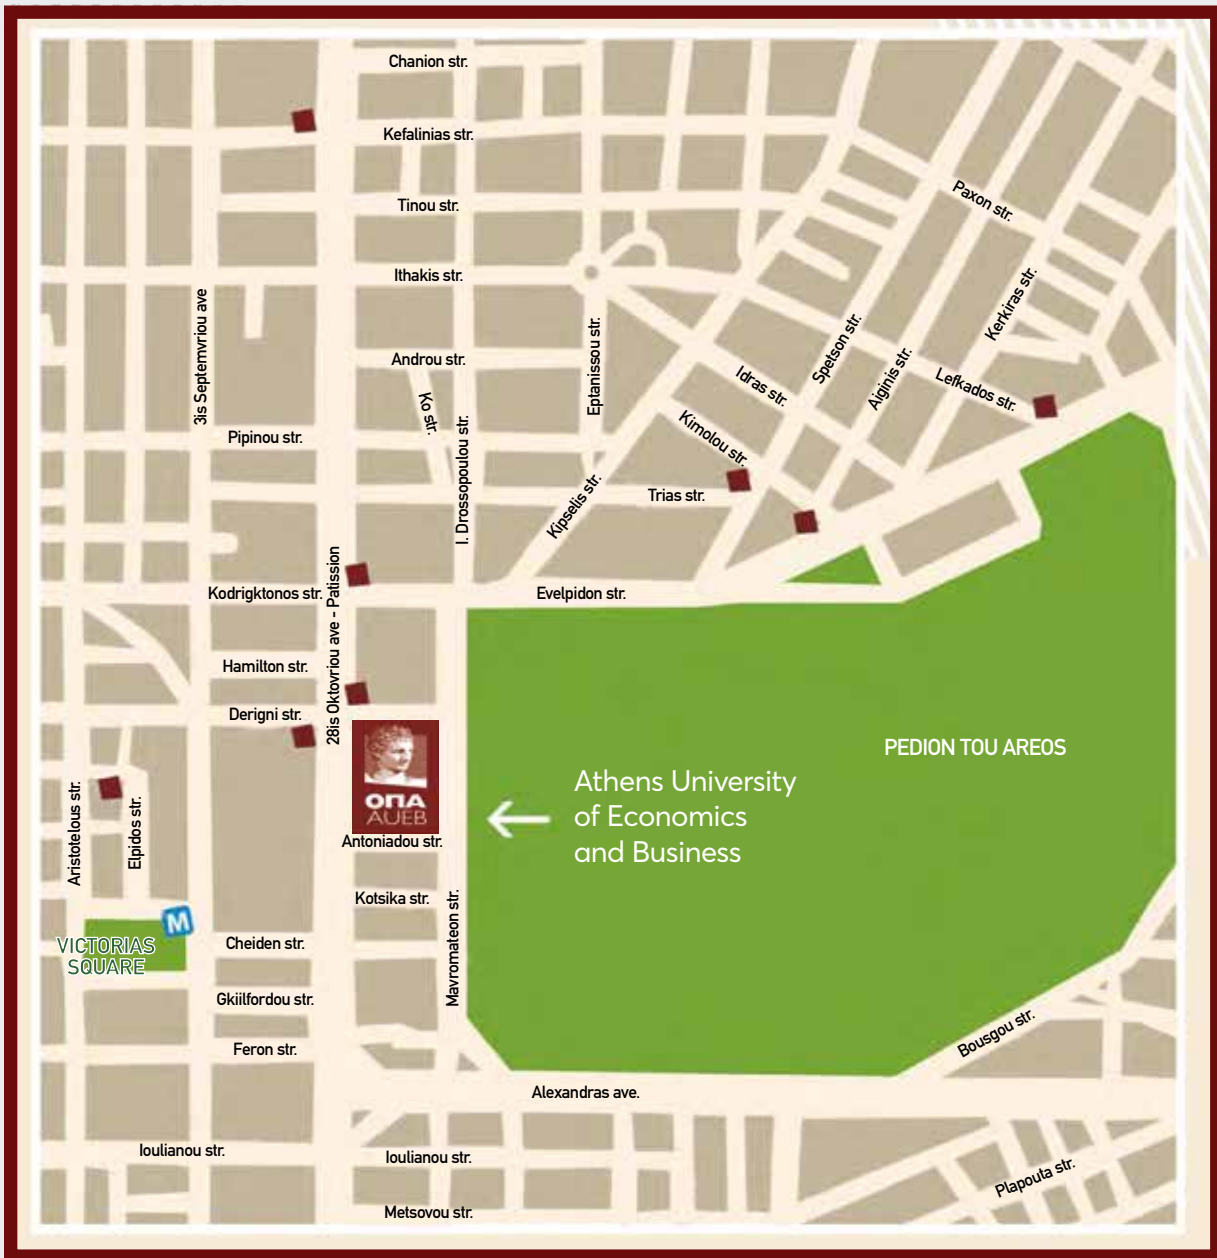 Chanion str.
Kefalinias str.
Tinou str.
Paxon str.
Ithakis str.
3is Septemvriou ave
Kerkiras str.
Eptanissou str.
Spetson str.
Androu str.
Aiginis str.
Idras str.
Lefkados str.
Ko str.
Kimolou str.
Pipinou str.
I. Drossopoulou str.
Kipselis str.
Trias str.
28is Oktovriou ave - Patission
Kodrigktonos str.
Evelpidon str.
Hamilton str.
Derigni str.
PEDION TOU AREOS
Athens University
of Economics
and Business
ΟΠΑ
AUEB
Aristotelous str.
Elpidos str.
Antoniadou str.
Kotsika str.
Mavromateon str.
M
VICTORIAS
SQUARE
Cheiden str.
Gkiilfordou str.
Feron str.
Bousgou str.
Alexandras ave.
Ioulianou str.
Ioulianou str.
Plapouta str.
Metsovou str.